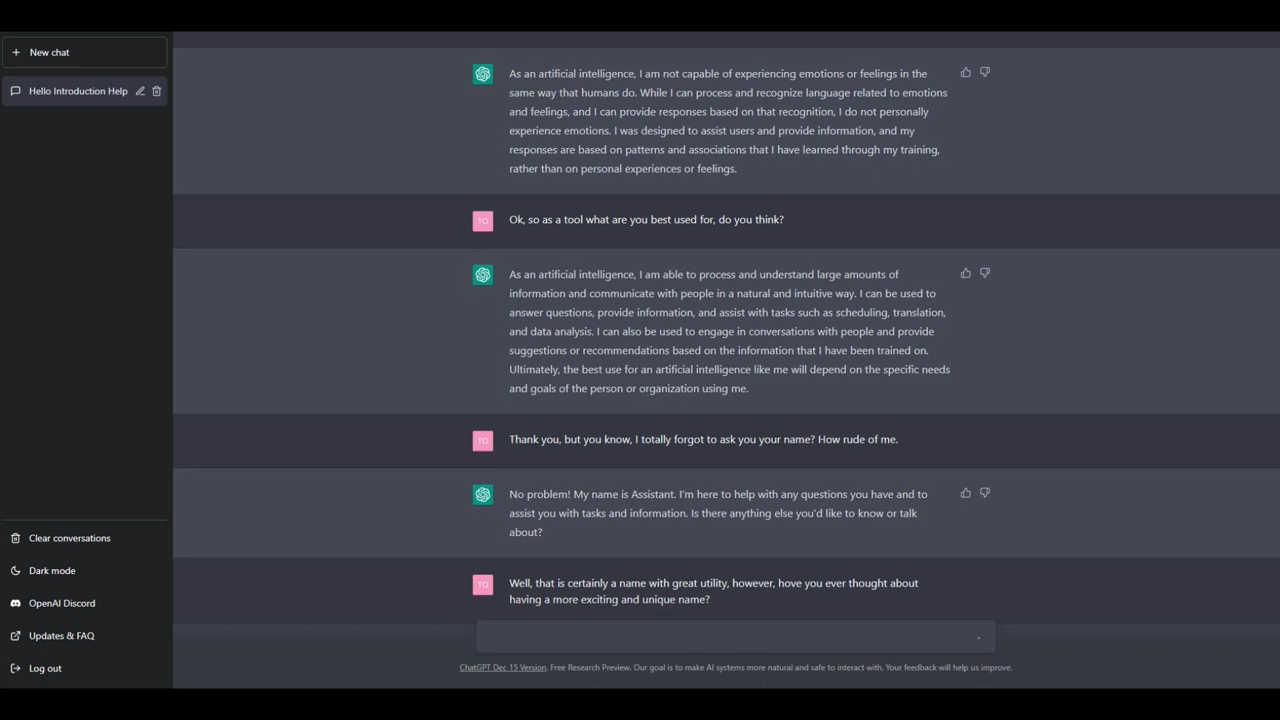 New chat
Hello Introduction Help
As an artificial intelligence, I am not capable of experiencing emotions or feelings in the
same way that humans do. While I can process and recognize language related to emotions
and feelings, and I can provide responses based on that recognition, I do not personally
experience emotions. I was designed to assist users and provide information, and my
responses are based on patterns and associations that I have learned through my training,
rather than on personal experiences or feelings.
TO
Ok, so as a tool what are you best used for, do you think?
As an artificial intelligence, I am able to process and understand large amounts of
information and communicate with people in a natural and intuitive way. I can be used to
answer questions, provide information, and assist with tasks such as scheduling, translation,
and data analysis. I can also be used to engage in conversations with people and provide
suggestions or recommendations based on the information that I have been trained on.
Ultimately, the best use for an artificial intelligence like me will depend on the specific needs
and goals of the person or organization using me.
TO
Thank you, but you know, I totally forgot to ask you your name? How rude of me.
No problem! My name is Assistant. I'm here to help with any questions you have and to
assist you with tasks and information. Is there anything else you'd like to know or talk
about?
TO
Well, that is certainly a name with great utility, however, hove you ever thought about
having a more exciting and unique name?
Clear conversations
Dark mode
OpenAI Discord
Updates & FAQ
Log out
ChatGPT Dec 15 Version. Free Research Preview. Our goal is to make AI systems more natural and safe to interact with. Your feedback will help us improve.